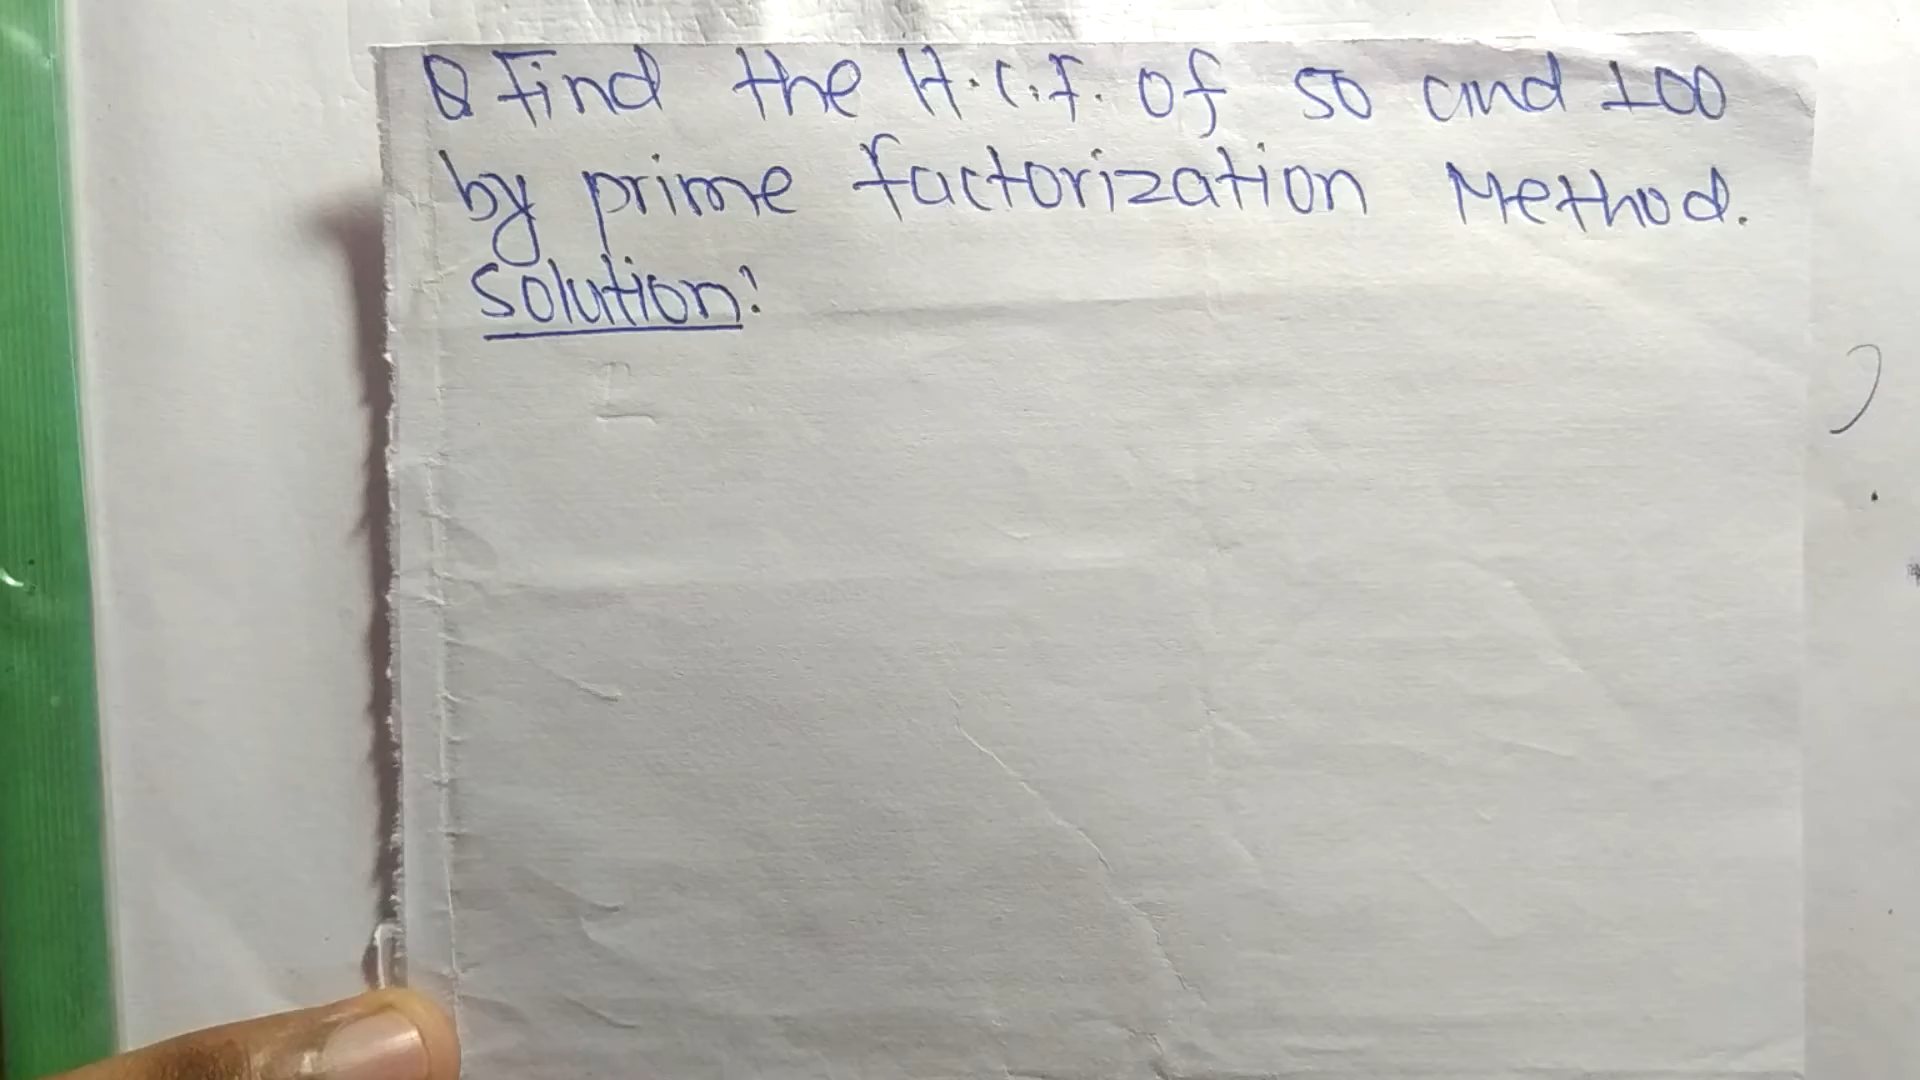 Q Find the H.C.F. of 50 and 100
by prime factorization Method.
Solution: